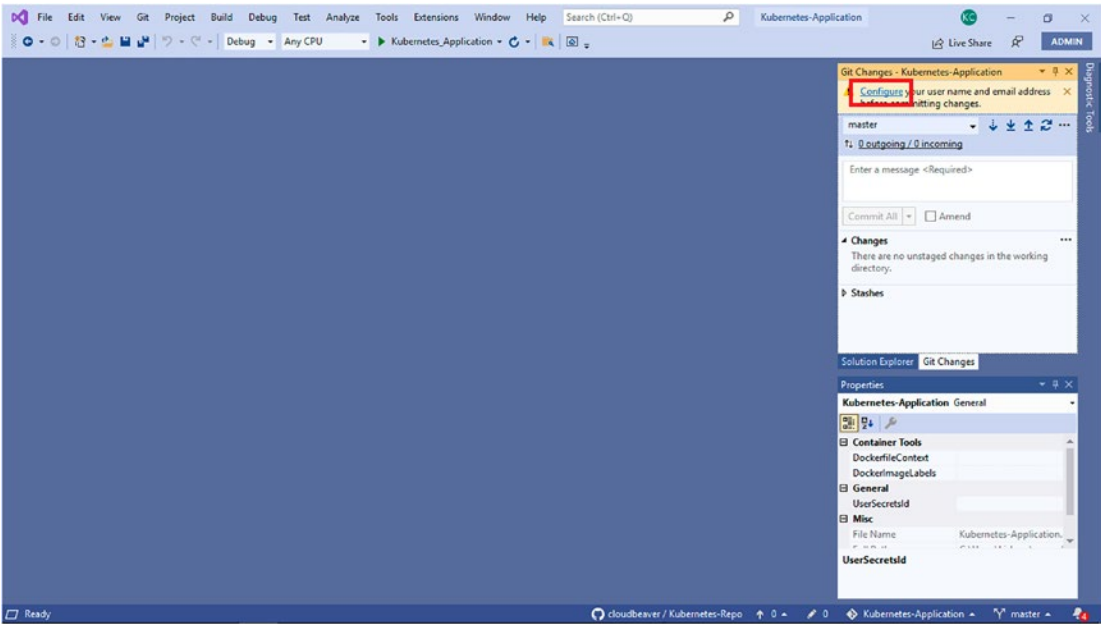 File Edit View Git Project Build Debug Test Analyze Tools Extensions Window Help Search (Ctrl+Q) Kubernetes-Application KC
Debug Any CPU Kubernetes_Application Live Share ADMIN
Git Changes - Kubernetes-Application
Configure your user name and email address
before committing changes.
master
0 outgoing / 0 incoming
Enter a message <Required>
Commit All Amend
Changes
There are no unstaged changes in the working
directory.
Stashes
Solution Explorer Git Changes
Properties
Kubernetes-Application General
Container Tools
DockerfileContext
DockerImageLabels
General
UserSecretsId
Misc
File Name Kubernetes-Application.
UserSecretsId
Diagnostic Tools
Ready cloudbeaver / Kubernetes-Repo 0 0 Kubernetes-Application master 4